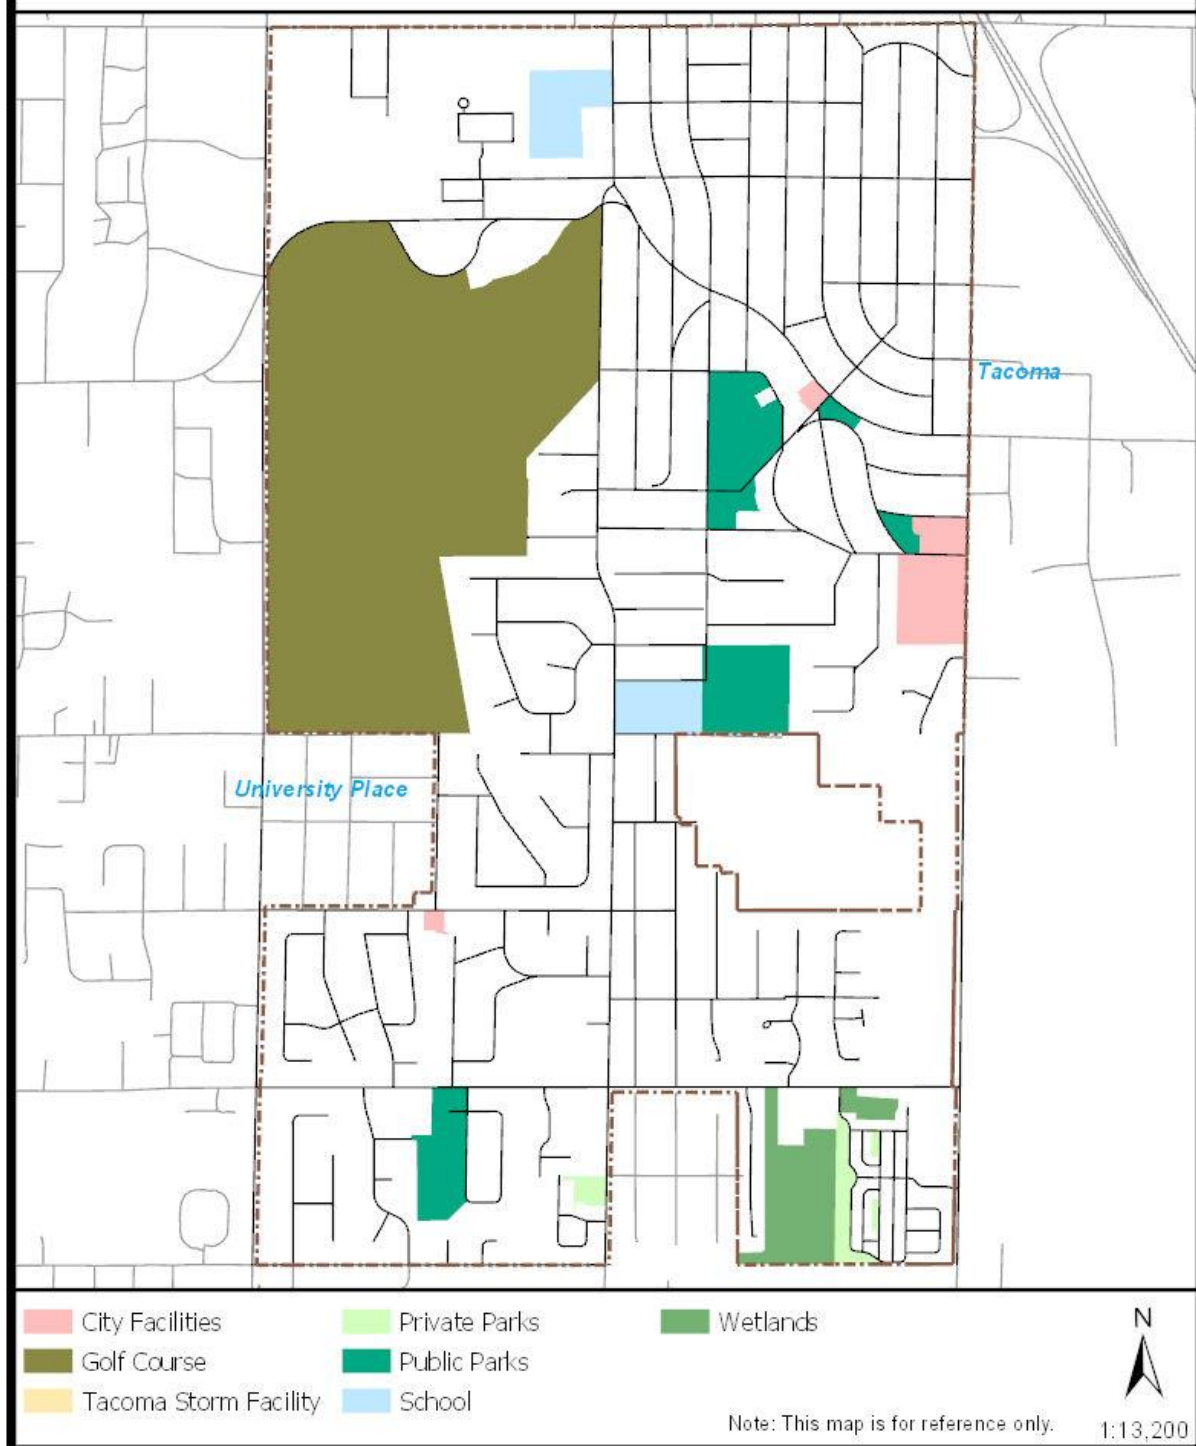 Tacoma
University Place
City Facilities
Private Parks
Wetlands
N
Golf Course
Public Parks
Tacoma Storm Facility
School
Note: This map is for reference only.
1:13,200